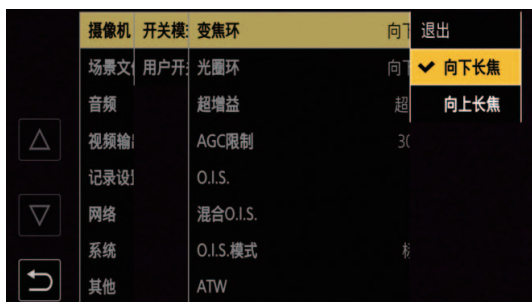 摄像机 开关模 变焦环 向下 退出
场景文 用户开 光圈环 向下 ✔ 向下长焦
音频 超增益 超 向上长焦
视频输 AGC限制 30
记录设 O.I.S.
网络 混合O.I.S.
系统 O.I.S.模式 标
其他 ATW